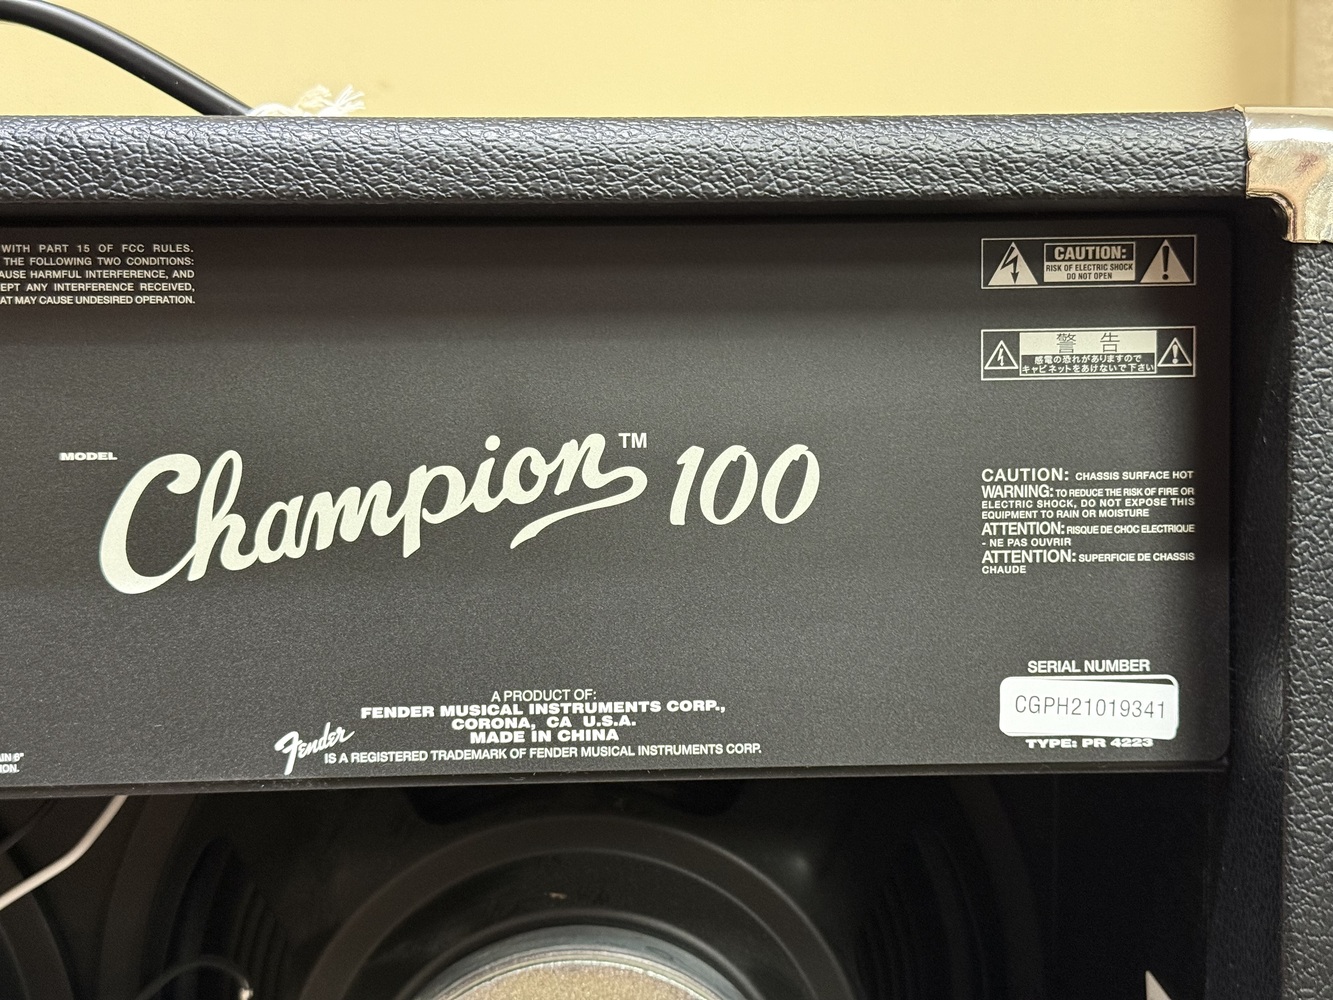 WITH PART 15 OF FCC RULES.
THE FOLLOWING TWO CONDITIONS:
AUSE HARMFUL INTERFERENCE, AND
EPT ANY INTERFERENCE RECEIVED,
AT MAY CAUSE UNDESIRED OPERATION.
CAUTION:
RISK OF ELECTRIC SHOCK
DO NOT OPEN
警 告
感電の恐れがありますので
キャビネットをあけないで下さい
MODEL
Champion™ 100
CAUTION: CHASSIS SURFACE HOT
WARNING: TO REDUCE THE RISK OF FIRE OR
ELECTRIC SHOCK, DO NOT EXPOSE THIS
EQUIPMENT TO RAIN OR MOISTURE
ATTENTION: RISQUE DE CHOC ELECTRIQUE
- NE PAS OUVRIR
ATTENTION: SUPERFICIE DE CHASSIS
CHAUDE
SERIAL NUMBER
CGPH21019341
TYPE: PR 4223
A PRODUCT OF:
FENDER MUSICAL INSTRUMENTS CORP.,
CORONA, CA U.S.A.
MADE IN CHINA
Fender IS A REGISTERED TRADEMARK OF FENDER MUSICAL INSTRUMENTS CORP.